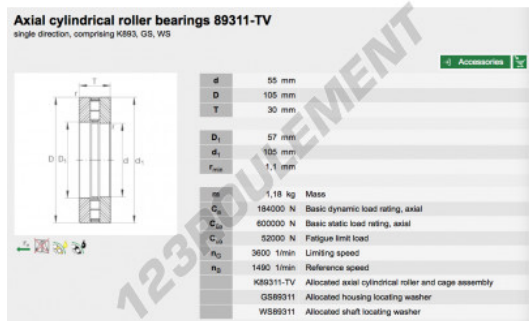 Axial cylindrical roller bearings 89311-TV
single direction, comprising K893, GS, WS
Accessories
d 55 mm
D 105 mm
T 30 mm
D1 57 mm
d1 105 mm
rmin 1,1 mm
m 1,18 kg Mass
Ca 184000 N Basic dynamic load rating, axial
C0a 600000 N Basic static load rating, axial
Cua 52000 N Fatigue limit load
nG 3600 1/min Limiting speed
nB 1490 1/min Reference speed
K89311-TV Allocated axial cylindrical roller and cage assembly
GS89311 Allocated housing locating washer
WS89311 Allocated shaft locating washer
T
r
r
D D1 d d1
123ROULEMENT